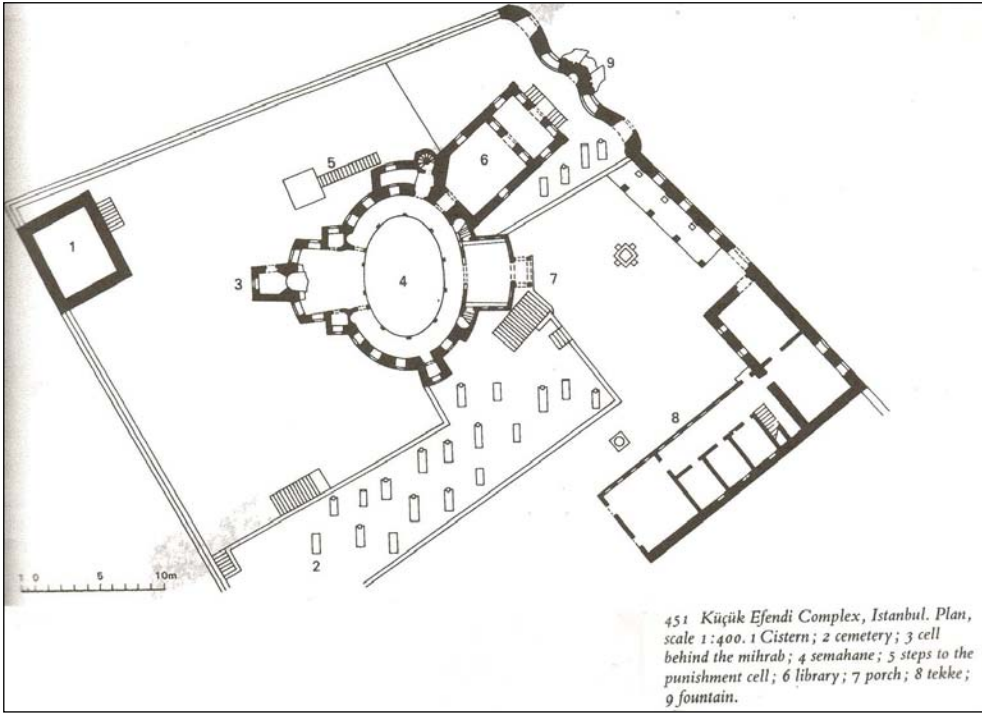 9
5
6
1
3
4
7
8
2
1 0 5 10m
451 Küçük Efendi Complex, Istanbul. Plan,
scale 1:400. 1 Cistern; 2 cemetery; 3 cell
behind the mihrab; 4 semahane; 5 steps to the
punishment cell; 6 library; 7 porch; 8 tekke;
9 fountain.